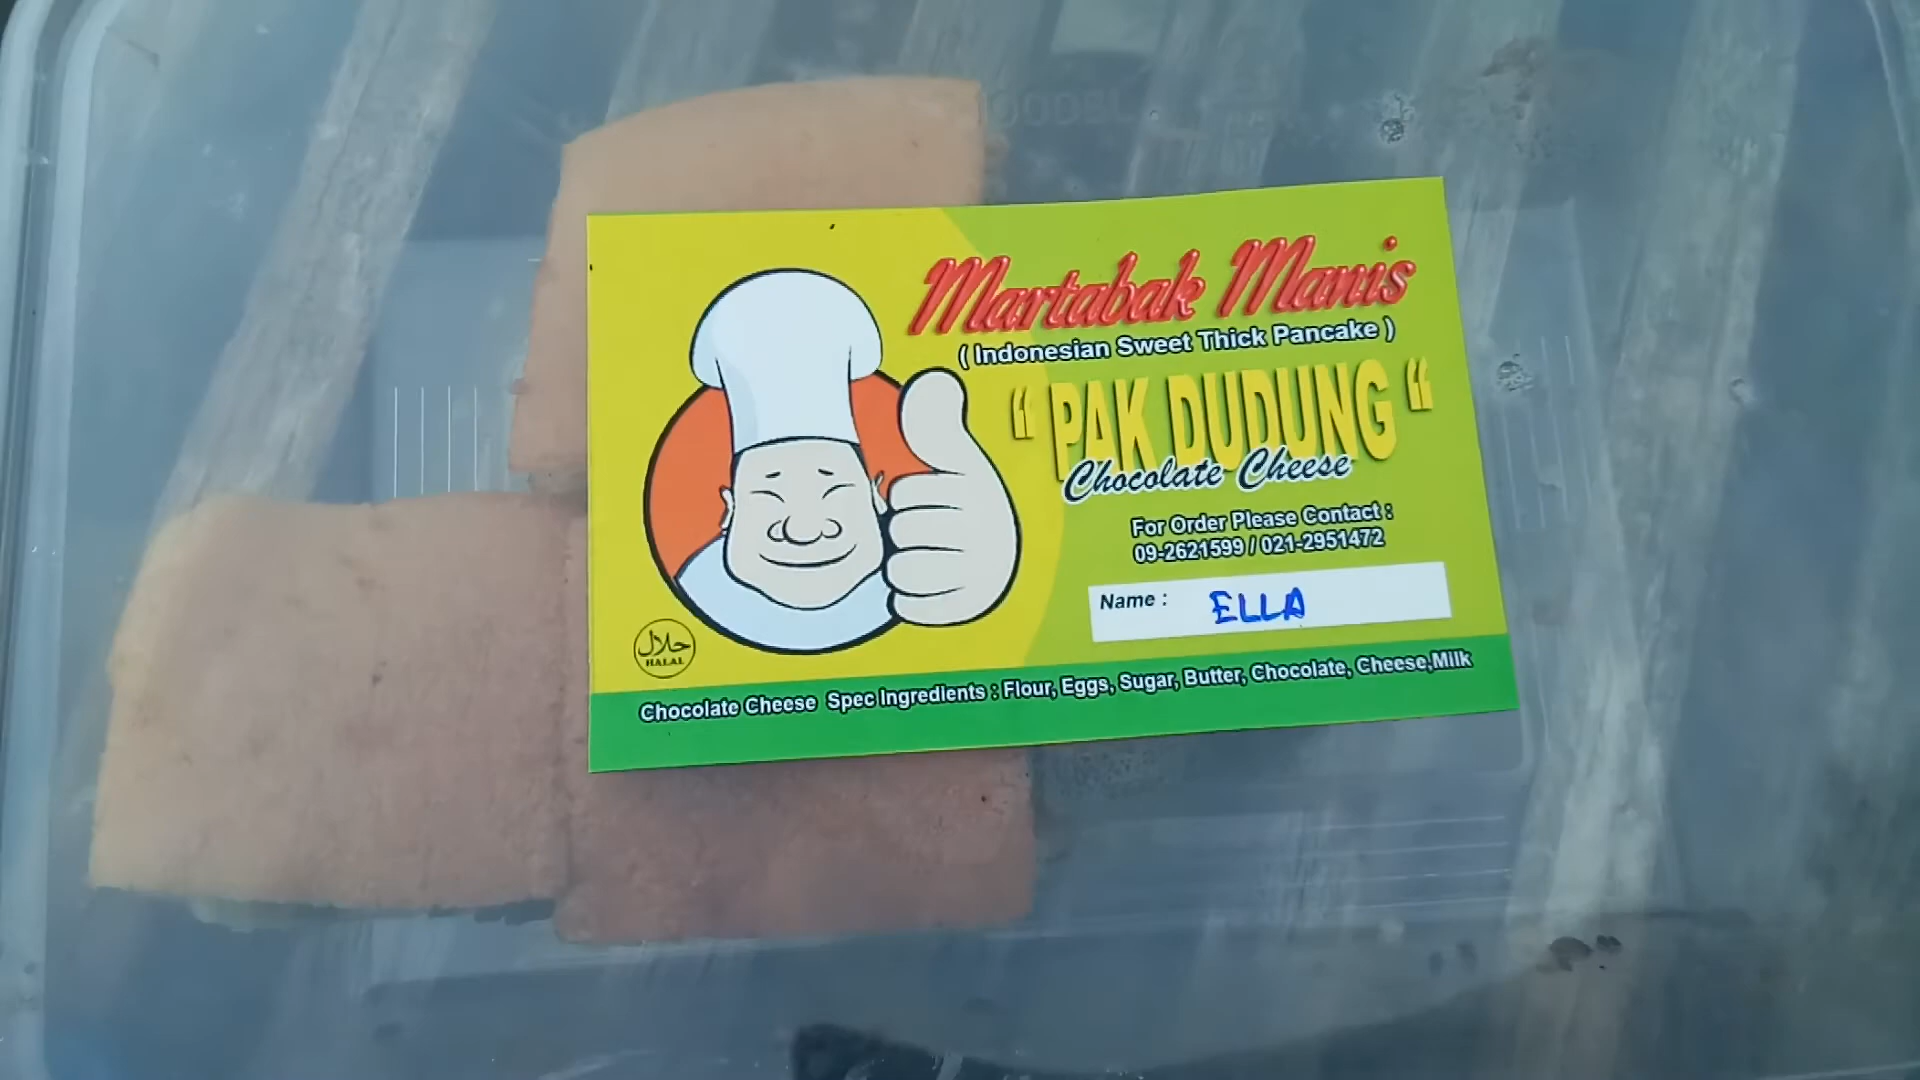 Martabak Manis
( Indonesian Sweet Thick Pancake )
“ PAK DUDUNG “
Chocolate Cheese
For Order Please Contact :
09-2621599 / 021-2951472
Name : ELLA
حلال
HALAL
Chocolate Cheese Spec Ingredients : Flour, Eggs, Sugar, Butter, Chocolate, Cheese,Milk